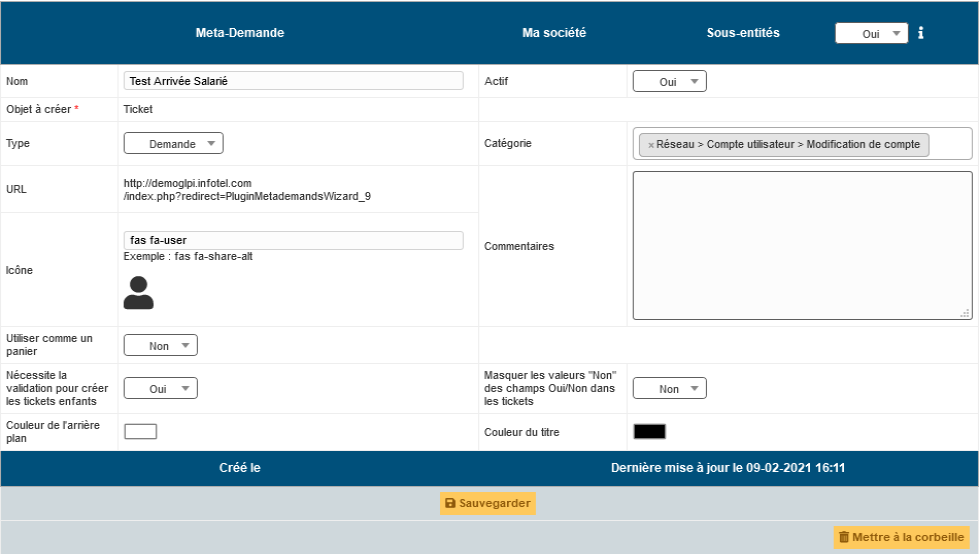 Meta-Demande Ma société Sous-entités Oui
Nom Test Arrivée Salarié Actif Oui
Objet à créer * Ticket
Type Demande Catégorie ×Réseau > Compte utilisateur > Modification de compte
URL
http://demoglpi.infotel.com
/index.php?redirect=PluginMetademandsWizard_9
Icône
fas fa-user
Exemple : fas fa-share-alt
Commentaires
Utiliser comme un
panier
Non
Nécessite la
validation pour créer
les tickets enfants
Oui
Masquer les valeurs "Non"
des champs Oui/Non dans
les tickets
Non
Couleur de l'arrière
plan
Couleur du titre
Créé le Dernière mise à jour le 09-02-2021 16:11
Sauvegarder
Mettre à la corbeille